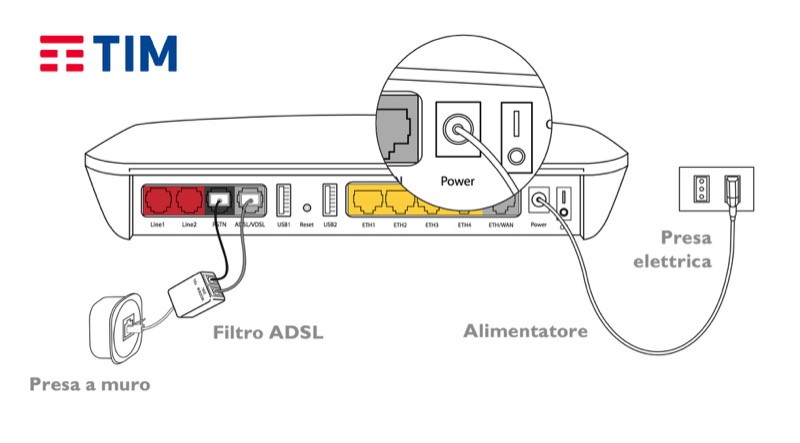 TIM
Power
Line1 Line2 PSTN ADSL/VDSL USB1 Reset USB2 ETH1 ETH2 ETH3 ETH4 ETH/WAN Power
Presa
elettrica
Filtro ADSL
Alimentatore
Presa a muro